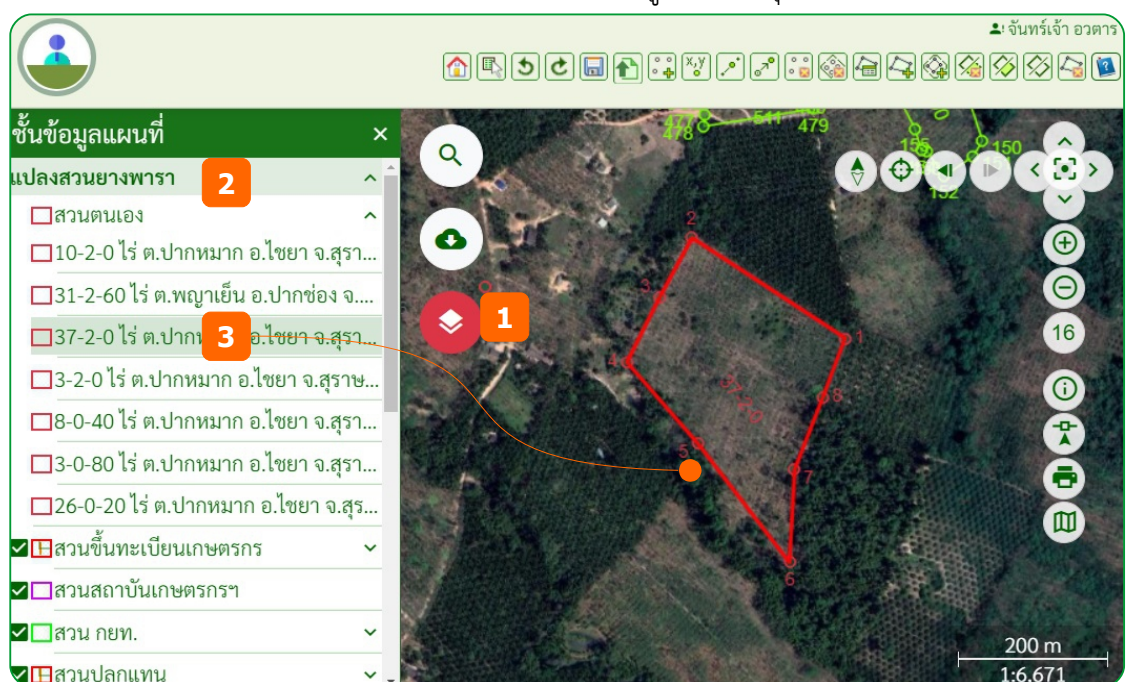 จันทร์เจ้า อวตาร
x,y
ชั้นข้อมูลแผนที่ ×
แปลงสวนยางพารา 2
สวนตนเอง
10-2-0 ไร่ ต.ปากหมาก อ.ไชยา จ.สุรา...
31-2-60 ไร่ ต.พญาเย็น อ.ปากช่อง จ....
37-2-0 ไร่ ต.ปาก 3 อ.ไชยา จ.สุรา...
3-2-0 ไร่ ต.ปากหมาก อ.ไชยา จ.สุราษ...
8-0-40 ไร่ ต.ปากหมาก อ.ไชยา จ.สุรา...
3-0-80 ไร่ ต.ปากหมาก อ.ไชยา จ.สุรา...
26-0-20 ไร่ ต.ปากหมาก อ.ไชยา จ.สุร...
สวนขึ้นทะเบียนเกษตรกร
สวนสถาบันเกษตรกรฯ
สวน กยท.
สวนปลูกแทน
1
477
478
511
479
150
152
2
3
1
4
8
37-2-0
5
7
6
16
200 m
1:6,671